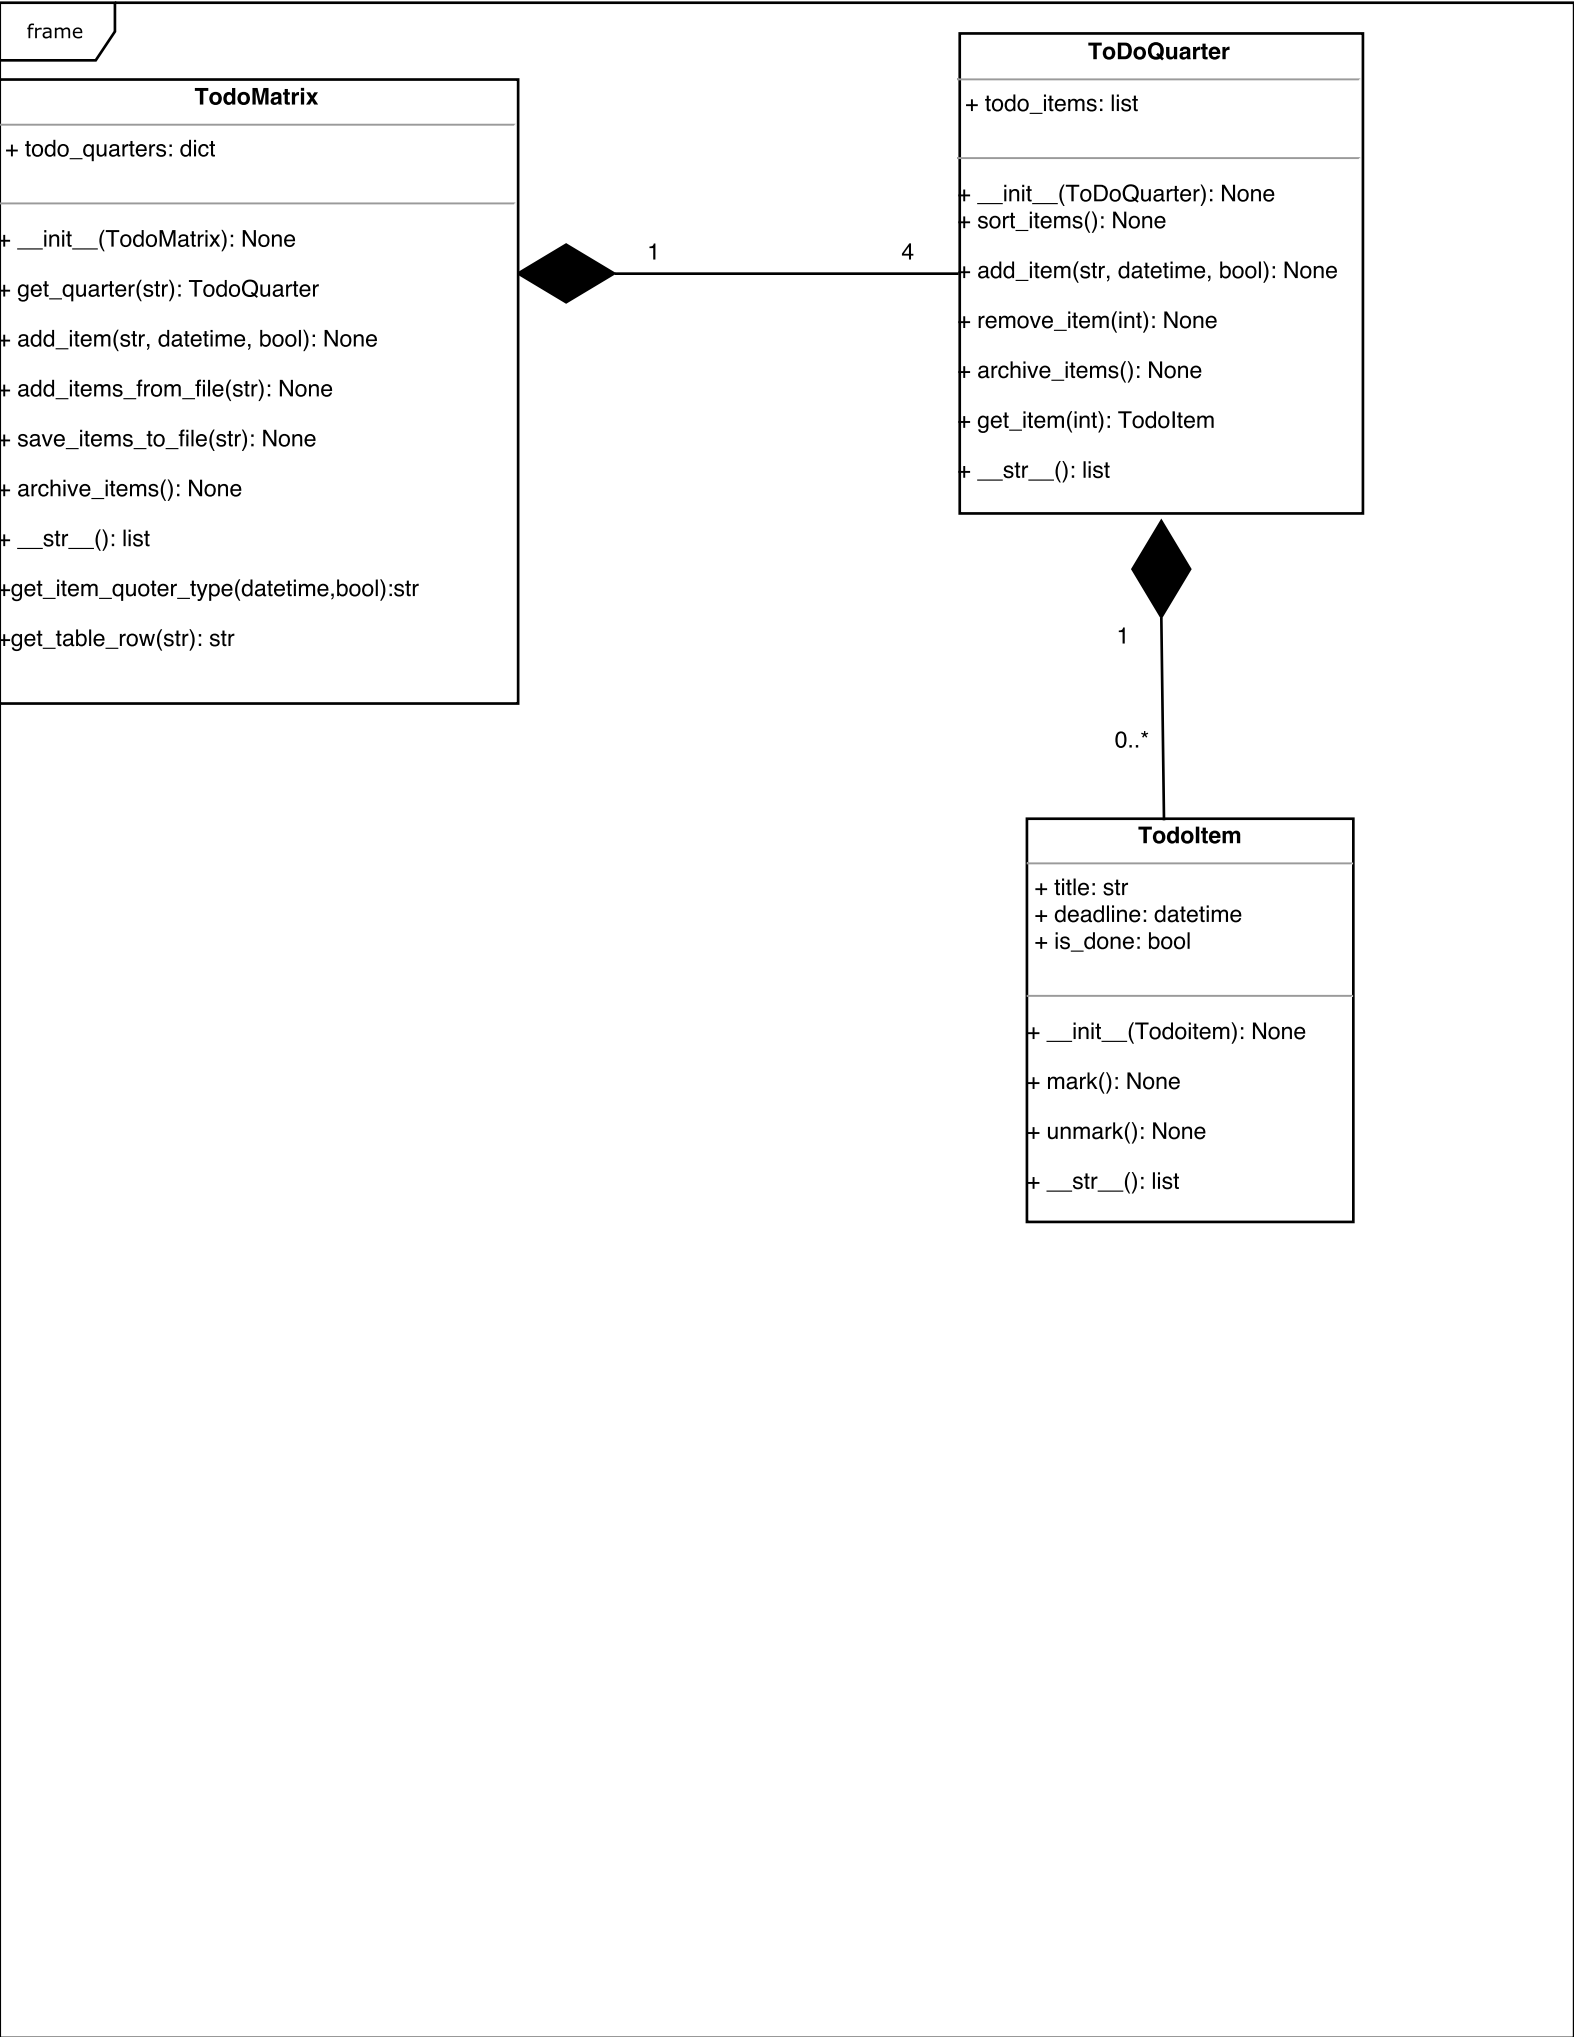 frame
TodoMatrix
+ todo_quarters: dict
+ __init__(TodoMatrix): None
+ get_quarter(str): TodoQuarter
+ add_item(str, datetime, bool): None
+ add_items_from_file(str): None
+ save_items_to_file(str): None
+ archive_items(): None
+ __str__(): list
+get_item_quoter_type(datetime,bool):str
+get_table_row(str): str
1
4
ToDoQuarter
+ todo_items: list
+ __init__(ToDoQuarter): None
+ sort_items(): None
+ add_item(str, datetime, bool): None
+ remove_item(int): None
+ archive_items(): None
+ get_item(int): TodoItem
+ __str__(): list
1
0..*
TodoItem
+ title: str
+ deadline: datetime
+ is_done: bool
+ __init__(Todoitem): None
+ mark(): None
+ unmark(): None
+ __str__(): list